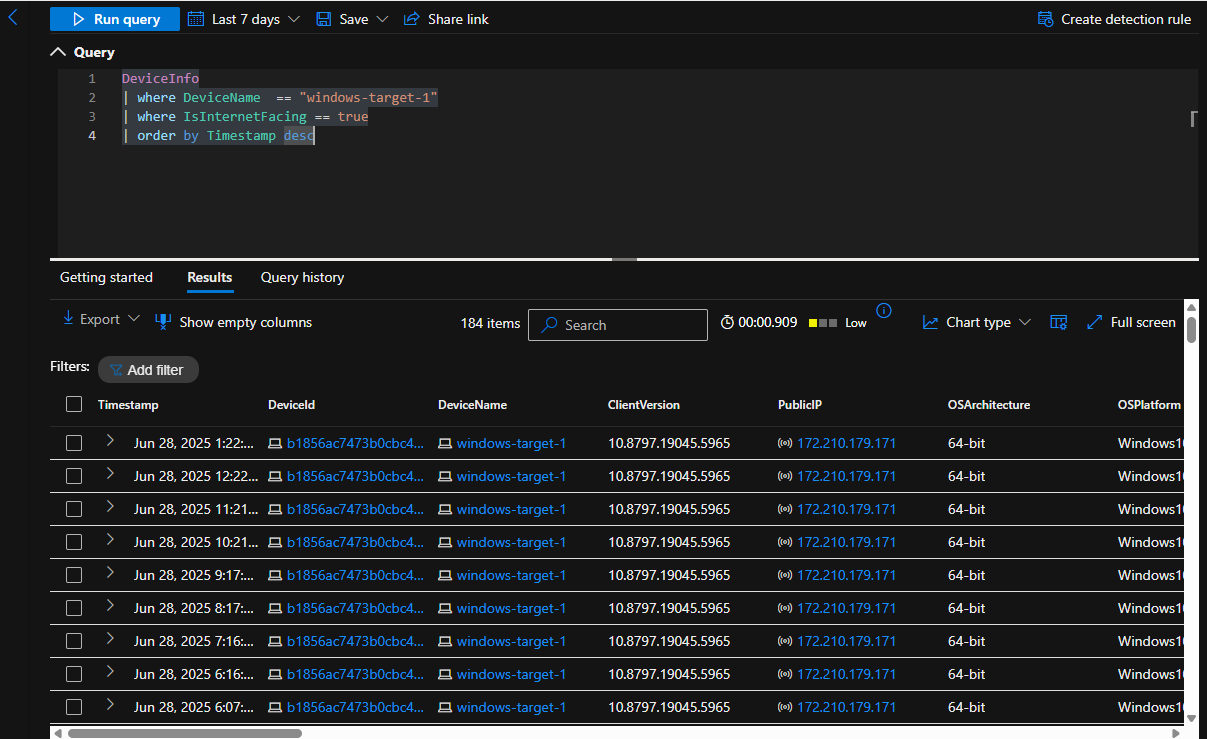 Run query Last 7 days Save Share link Create detection rule
Query
1 DeviceInfo
2 | where DeviceName == "windows-target-1"
3 | where IsInternetFacing == true
4 | order by Timestamp desc
Getting started Results Query history
Export Show empty columns 184 items Search 00:00.909 Low Chart type Full screen
Filters: Add filter
Timestamp DeviceId DeviceName ClientVersion PublicIP OSArchitecture OSPlatform
Jun 28, 2025 1:22:... b1856ac7473b0cbc4... windows-target-1 10.8797.19045.5965 172.210.179.171 64-bit Windows10
Jun 28, 2025 12:22... b1856ac7473b0cbc4... windows-target-1 10.8797.19045.5965 172.210.179.171 64-bit Windows10
Jun 28, 2025 11:21... b1856ac7473b0cbc4... windows-target-1 10.8797.19045.5965 172.210.179.171 64-bit Windows10
Jun 28, 2025 10:21... b1856ac7473b0cbc4... windows-target-1 10.8797.19045.5965 172.210.179.171 64-bit Windows10
Jun 28, 2025 9:17:... b1856ac7473b0cbc4... windows-target-1 10.8797.19045.5965 172.210.179.171 64-bit Windows10
Jun 28, 2025 8:17:... b1856ac7473b0cbc4... windows-target-1 10.8797.19045.5965 172.210.179.171 64-bit Windows10
Jun 28, 2025 7:16:... b1856ac7473b0cbc4... windows-target-1 10.8797.19045.5965 172.210.179.171 64-bit Windows10
Jun 28, 2025 6:16:... b1856ac7473b0cbc4... windows-target-1 10.8797.19045.5965 172.210.179.171 64-bit Windows10
Jun 28, 2025 6:07:... b1856ac7473b0cbc4... windows-target-1 10.8797.19045.5965 172.210.179.171 64-bit Windows10